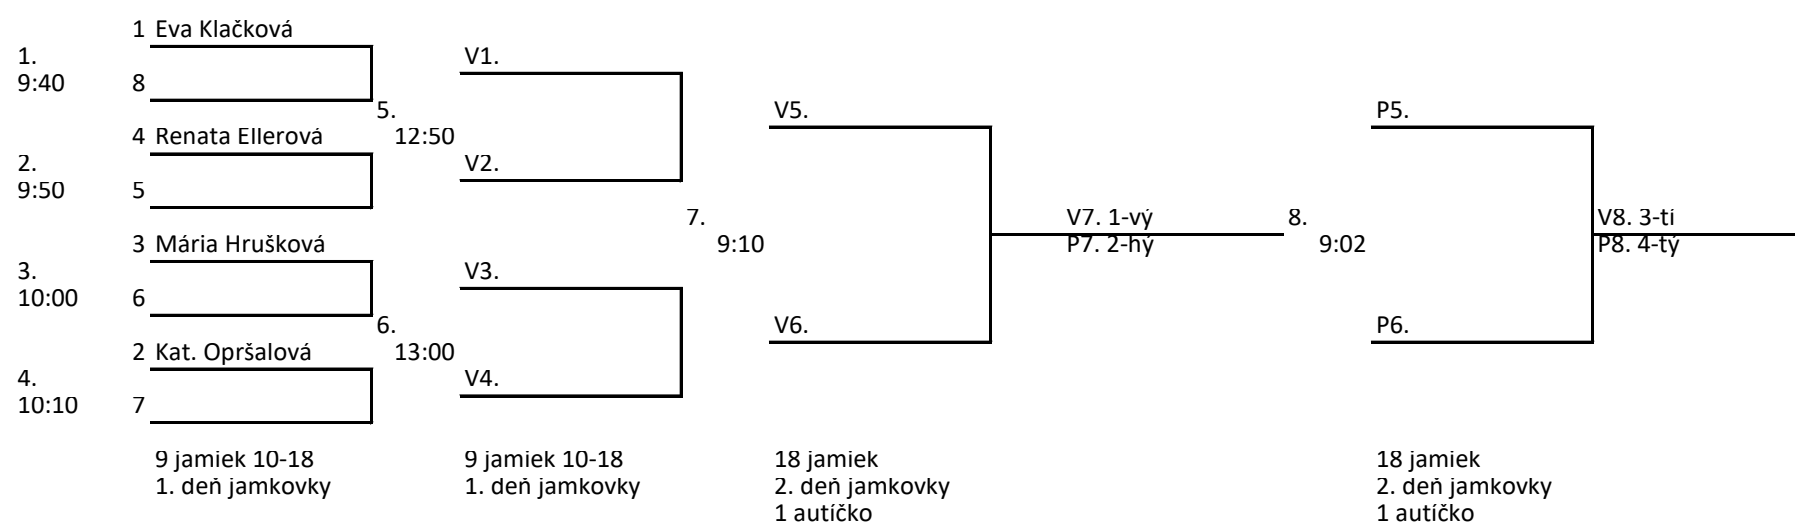 1 Eva Klačková
1.
9:40 8
4 Renata Ellerová
2.
9:50 5
3 Mária Hrušková
3.
10:00 6
2 Kat. Opršalová
4.
10:10 7
9 jamiek 10-18
1. deň jamkovky
V1.
5.
12:50
V2.
V3.
6.
13:00
V4.
9 jamiek 10-18
1. deň jamkovky
V5.
7.
9:10
V6.
18 jamiek
2. deň jamkovky
1 autíčko
V7. 1-vý
P7. 2-hý
P5.
8.
9:02
P6.
18 jamiek
2. deň jamkovky
1 autíčko
V8. 3-tí
P8. 4-tý